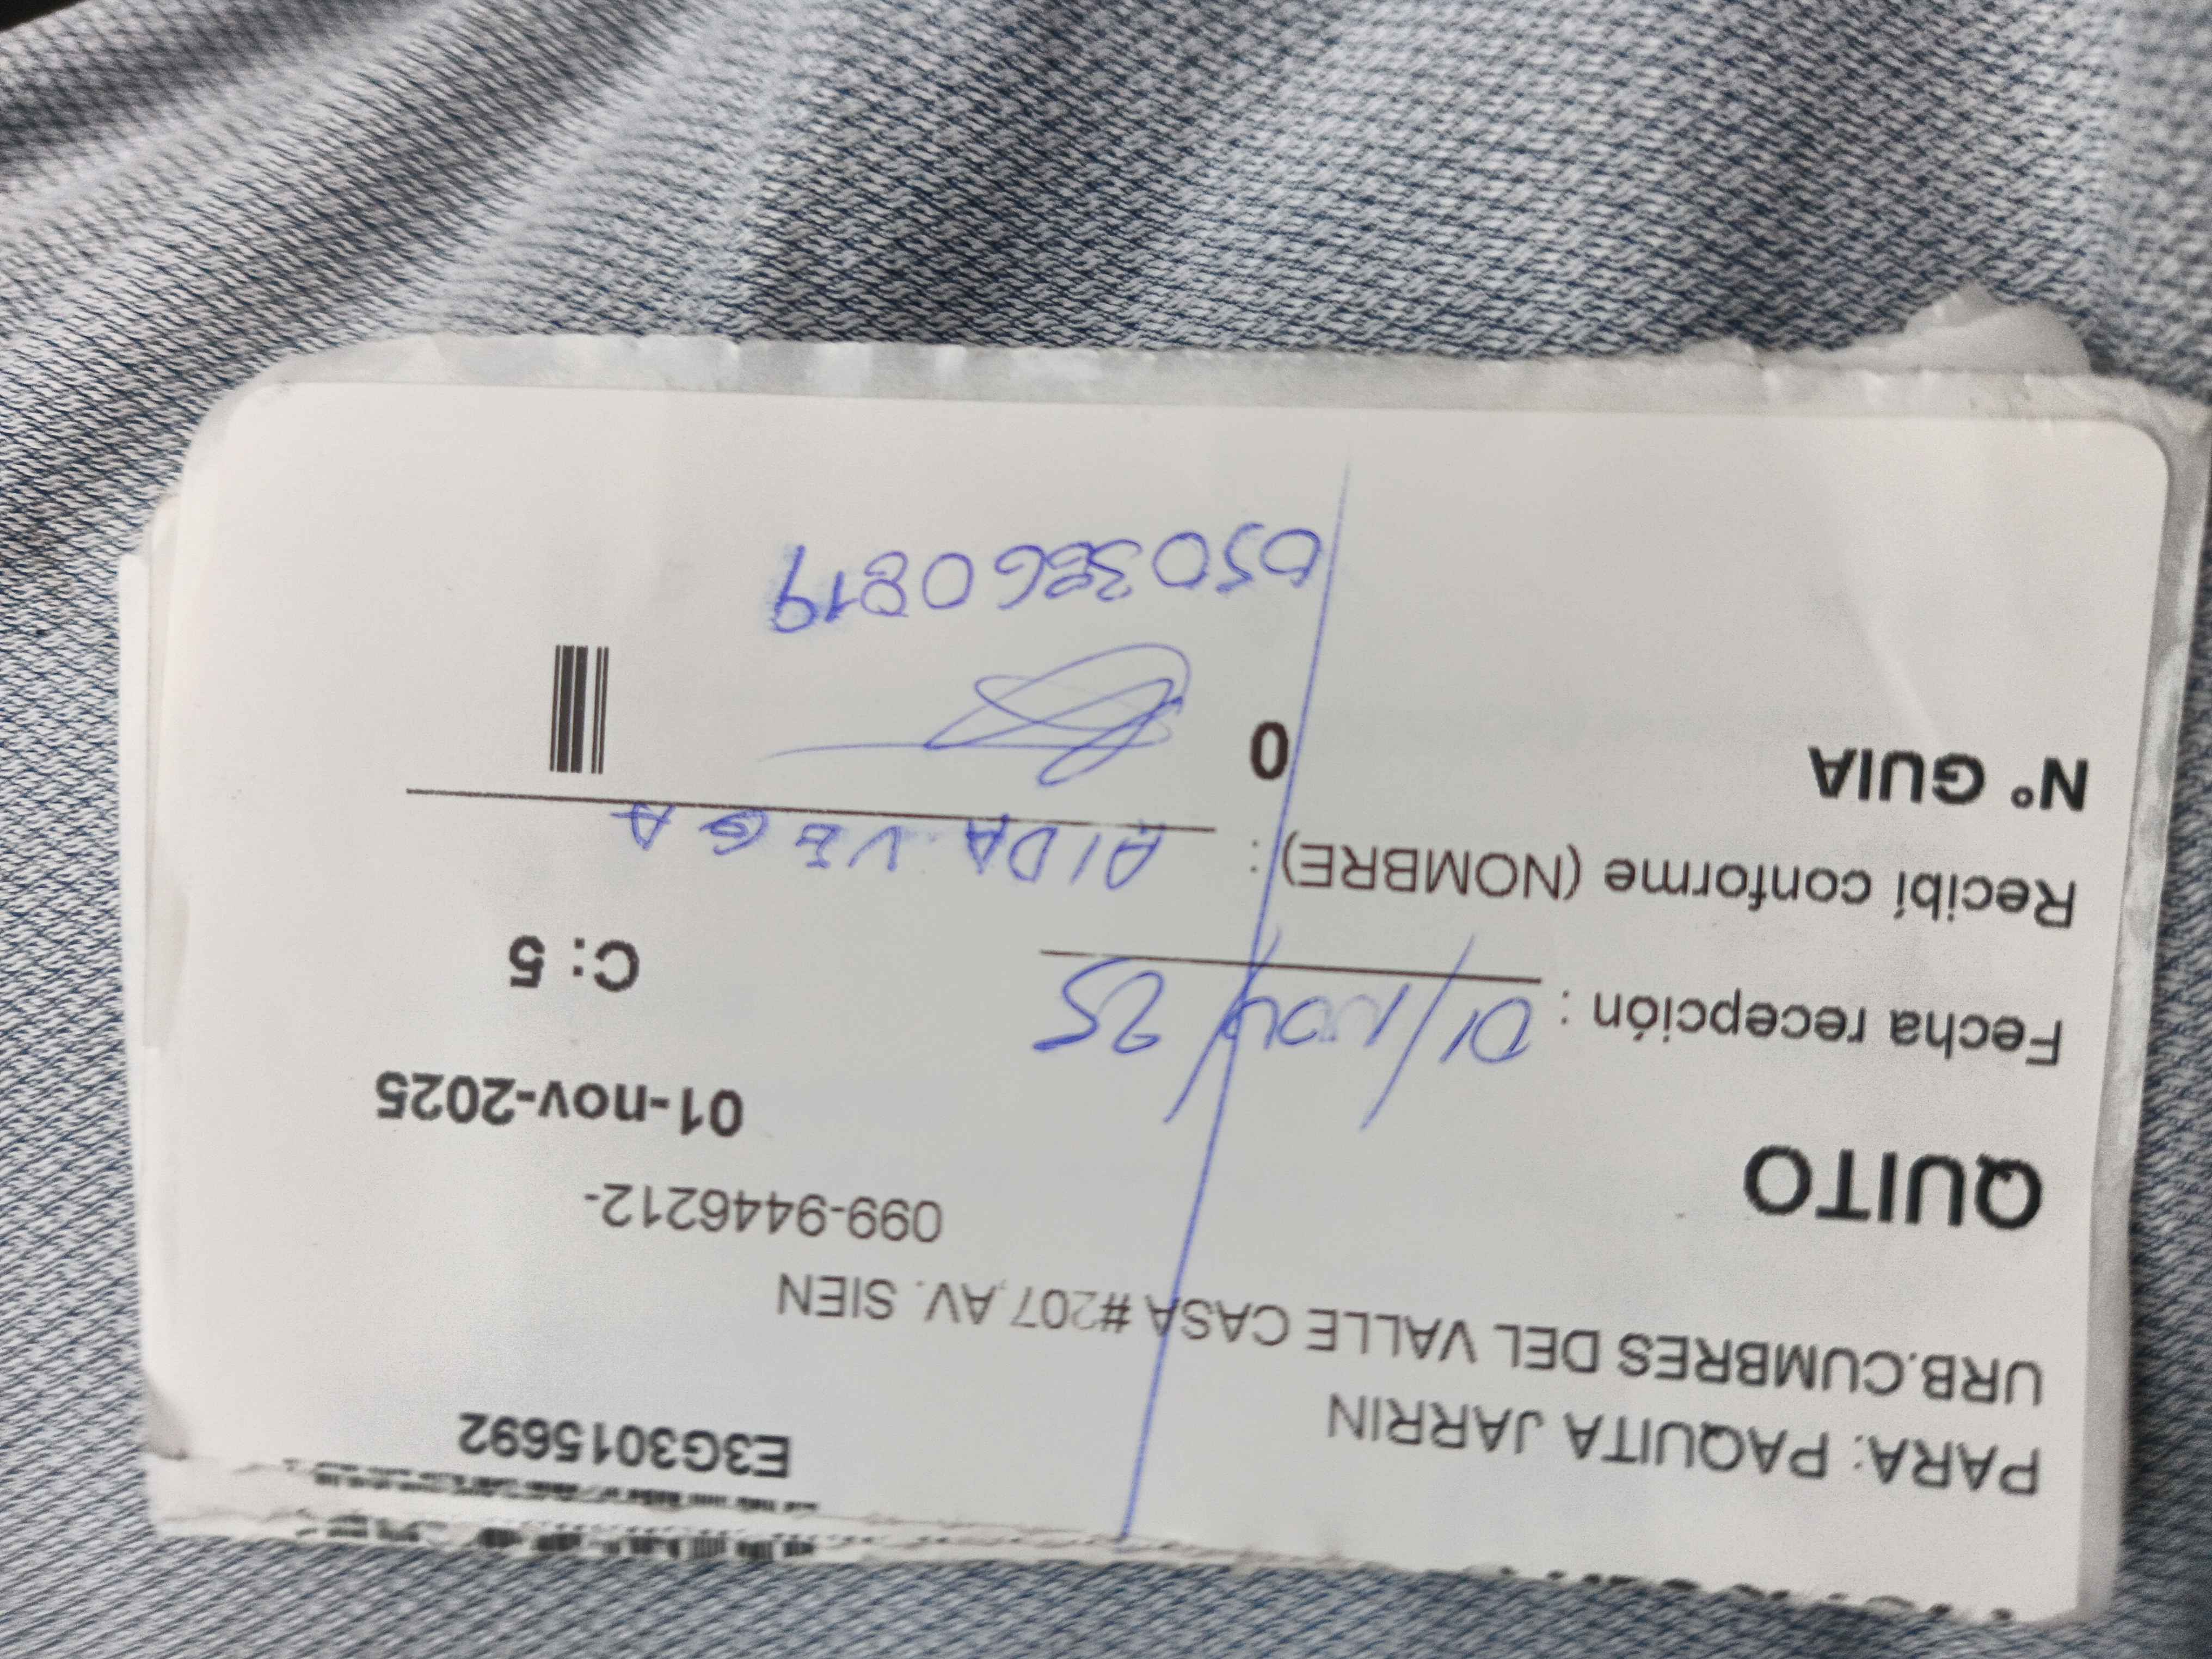 E3G3015692
PARA: PAQUITA JARRIN
URB.CUMBRES DEL VALLE CASA #207 AV. SIEN
099-9446212-
QUITO
01-nov-2025
Fecha recepción : 01/NOV/25
C: 5
Recibí conforme (NOMBRE) : AIDA VEGA
N° GUIA 0
0503860819